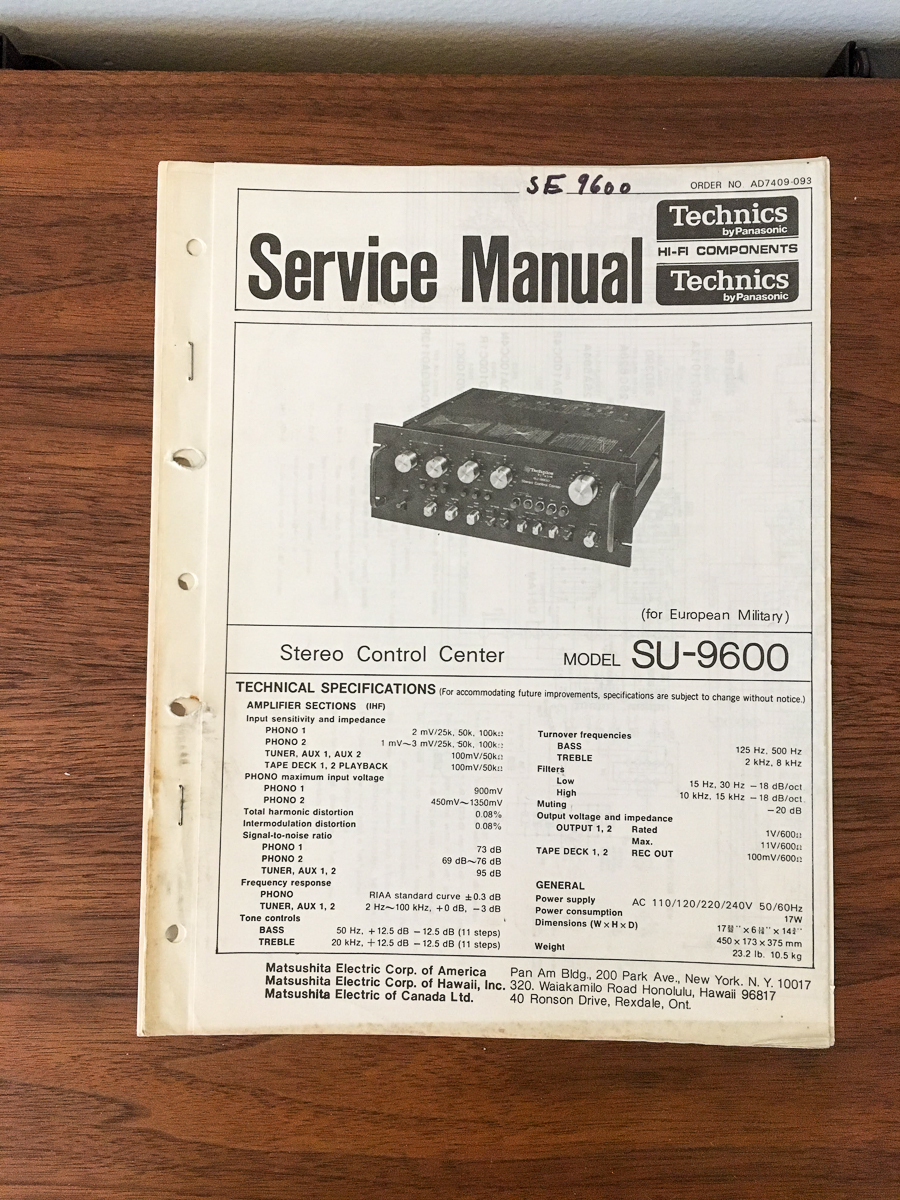 SE 9600
ORDER NO. AD7409-093
Service Manual
Technics
by Panasonic
HI-FI COMPONENTS
Technics
by Panasonic
Technics
Stereo Control Center
(for European Military)
Stereo Control Center MODEL SU-9600
TECHNICAL SPECIFICATIONS (For accommodating future improvements, specifications are subject to change without notice.)
AMPLIFIER SECTIONS (IHF)
Input sensitivity and impedance
PHONO 1 2 mV/25k, 50k, 100kΩ
PHONO 2 1 mV~3 mV/25k, 50k, 100kΩ
TUNER, AUX 1, AUX 2 100mV/50kΩ
TAPE DECK 1, 2 PLAYBACK 100mV/50kΩ
PHONO maximum input voltage
PHONO 1 900mV
PHONO 2 450mV~1350mV
Total harmonic distortion 0.08%
Intermodulation distortion 0.08%
Signal-to-noise ratio
PHONO 1 73 dB
PHONO 2 69 dB~76 dB
TUNER, AUX 1, 2 95 dB
Frequency response
PHONO RIAA standard curve ±0.3 dB
TUNER, AUX 1, 2 2 Hz~100 kHz, +0 dB, −3 dB
Tone controls
BASS 50 Hz, +12.5 dB −12.5 dB (11 steps)
TREBLE 20 kHz, +12.5 dB −12.5 dB (11 steps)
Turnover frequencies
BASS 125 Hz, 500 Hz
TREBLE 2 kHz, 8 kHz
Filters
Low 15 Hz, 30 Hz −18 dB/oct
High 10 kHz, 15 kHz −18 dB/oct
Muting −20 dB
Output voltage and impedance
OUTPUT 1, 2 Rated 1V/600Ω
Max. 11V/600Ω
TAPE DECK 1, 2 REC OUT 100mV/600Ω
GENERAL
Power supply AC 110/120/220/240V 50/60Hz
Power consumption 17W
Dimensions (W×H×D)
450×173×375 mm
Weight 23.2 lb. 10.5 kg
Matsushita Electric Corp. of America Pan Am Bldg., 200 Park Ave., New York. N. Y. 10017
Matsushita Electric Corp. of Hawaii, Inc. 320. Waiakamilo Road Honolulu, Hawaii 96817
Matsushita Electric of Canada Ltd. 40 Ronson Drive, Rexdale, Ont.